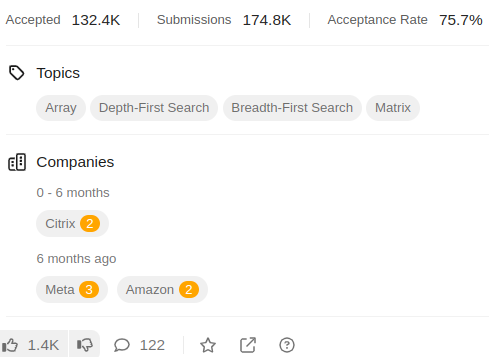 Accepted 132.4K Submissions 174.8K Acceptance Rate 75.7%
Topics
Array Depth-First Search Breadth-First Search Matrix
Companies
0 - 6 months
Citrix 2
6 months ago
Meta 3 Amazon 2
1.4K 122